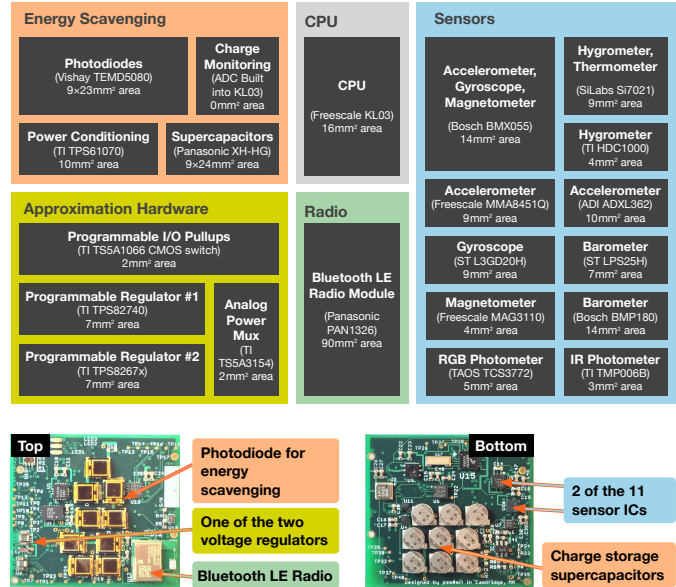 Energy Scavenging
Photodiodes
(Vishay TEMD5080)
9×23mm² area
Charge
Monitoring
(ADC Built
into KL03)
0mm² area
Power Conditioning
(TI TPS61070)
10mm² area
Supercapacitors
(Panasonic XH-HG)
9×24mm² area
CPU
CPU
(Freescale KL03)
16mm² area
Sensors
Accelerometer,
Gyroscope,
Magnetometer
(Bosch BMX055)
14mm² area
Hygrometer,
Thermometer
(SiLabs Si7021)
9mm² area
Hygrometer
(TI HDC1000)
4mm² area
Accelerometer
(Freescale MMA8451Q)
9mm² area
Accelerometer
(ADI ADXL362)
10mm² area
Gyroscope
(ST L3GD20H)
9mm² area
Barometer
(ST LPS25H)
7mm² area
Magnetometer
(Freescale MAG3110)
4mm² area
Barometer
(Bosch BMP180)
14mm² area
RGB Photometer
(TAOS TCS3772)
5mm² area
IR Photometer
(TI TMP006B)
3mm² area
Approximation Hardware
Programmable I/O Pullups
(TI TS5A1066 CMOS switch)
2mm² area
Programmable Regulator #1
(TI TPS82740)
7mm² area
Programmable Regulator #2
(TI TPS8267x)
7mm² area
Analog
Power
Mux
(TI
TS5A3154)
2mm² area
Radio
Bluetooth LE
Radio Module
(Panasonic
PAN1326)
90mm² area
Top
Photodiode for
energy
scavenging
One of the two
voltage regulators
Bluetooth LE Radio
Bottom
U15
2 of the 11
sensor ICs
Charge storage
supercapacitors